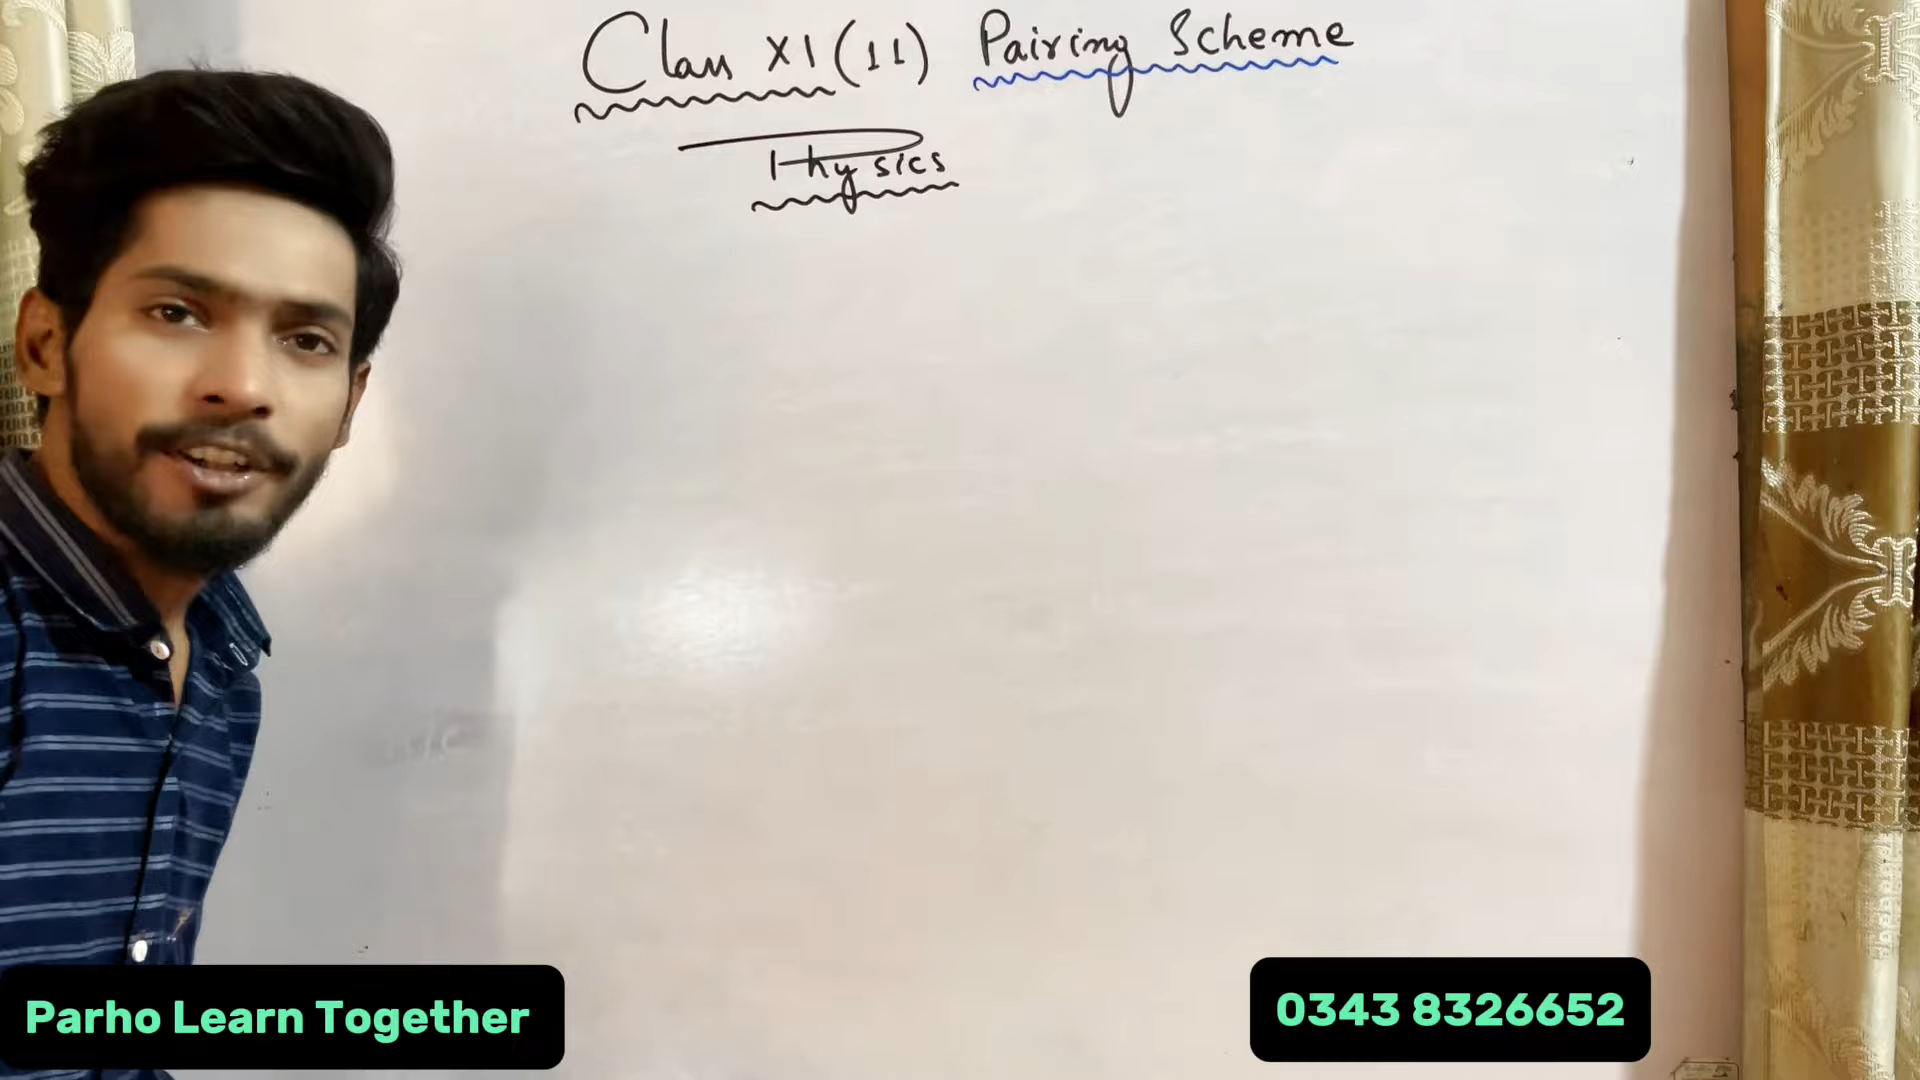 Class XI (11) Pairing Scheme
Physics
Parho Learn Together
0343 8326652